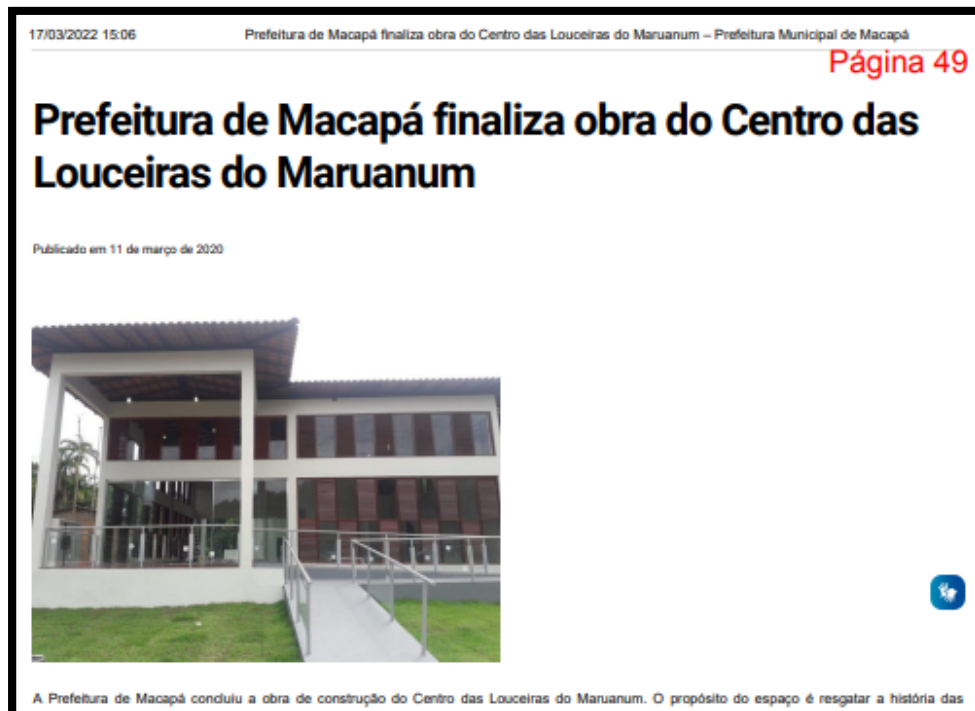 17/03/2022 15:06 Prefeitura de Macapá finaliza obra do Centro das Louceiras do Maruanum – Prefeitura Municipal de Macapá
Página 49
Prefeitura de Macapá finaliza obra do Centro das
Louceiras do Maruanum
Publicado em 11 de março de 2020
A Prefeitura de Macapá concluiu a obra de construção do Centro das Louceiras do Maruanum. O propósito do espaço é resgatar a história das